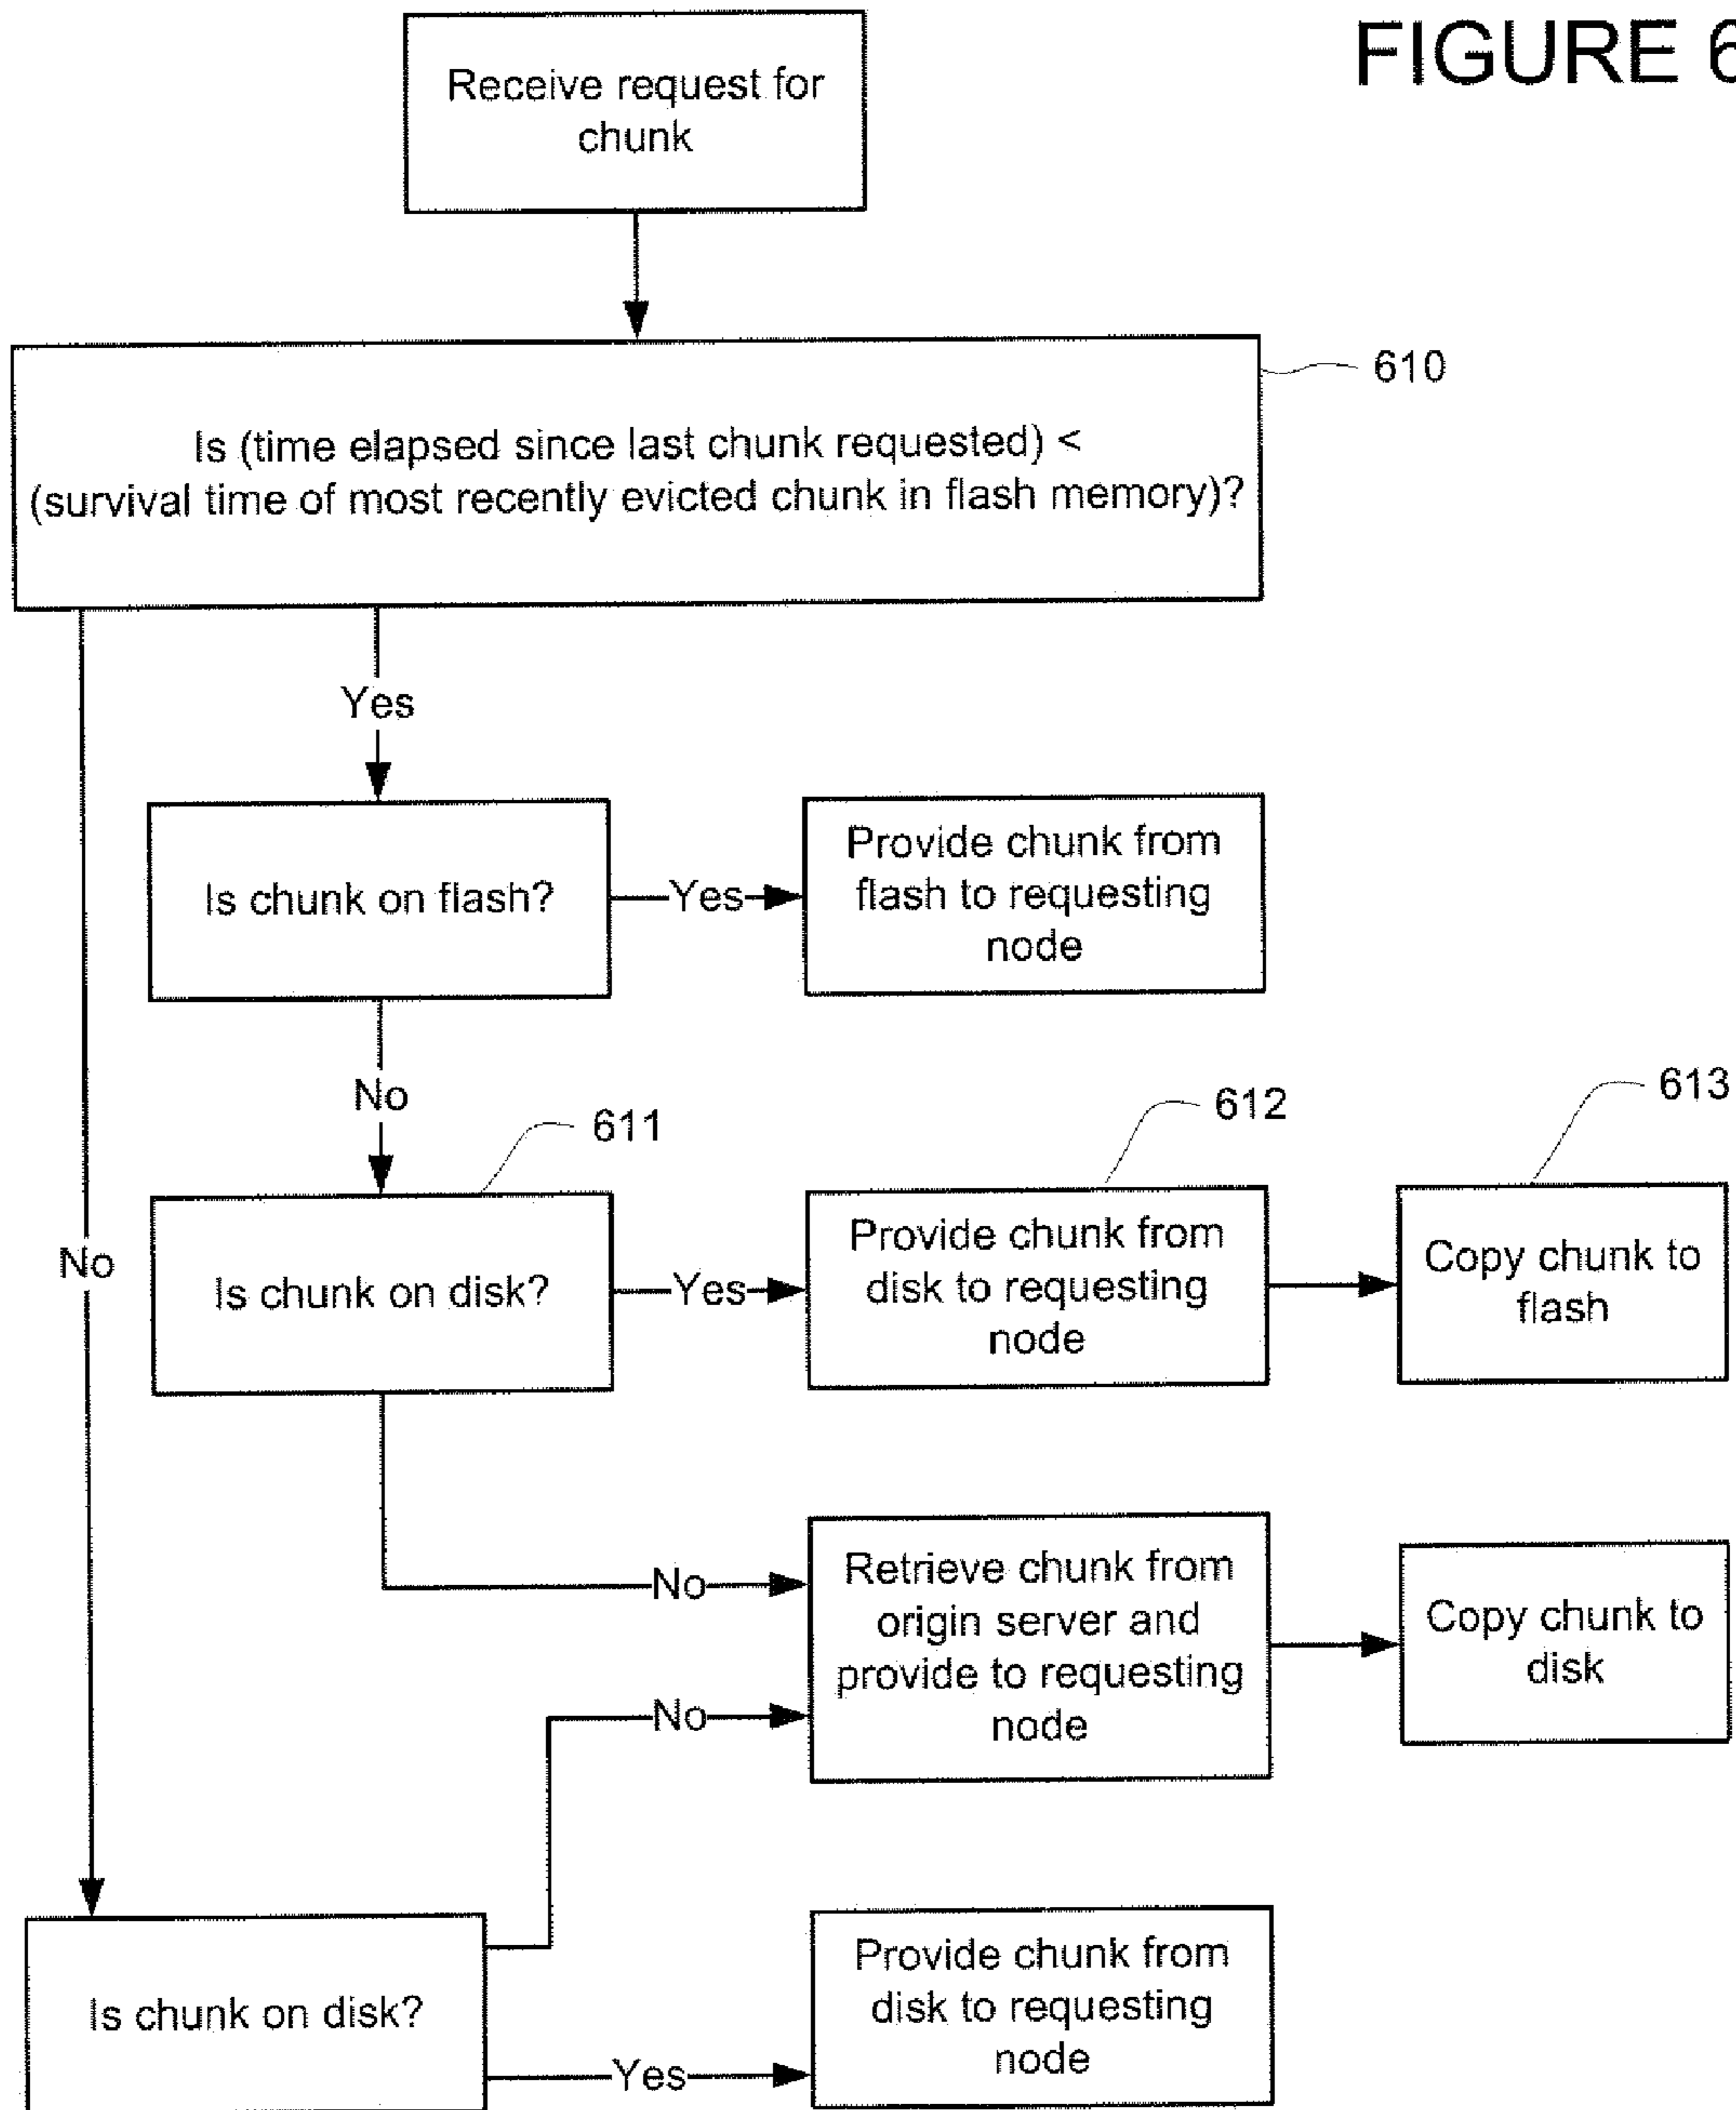 FIGURE 6
Receive request for
chunk
610
Is (time elapsed since last chunk requested) <
(survival time of most recently evicted chunk in flash memory)?
Yes
Is chunk on flash?
Yes
Provide chunk from
flash to requesting
node
No
611
612
613
No
Is chunk on disk?
Yes
Provide chunk from
disk to requesting
node
Copy chunk to
flash
No
Retrieve chunk from
origin server and
provide to requesting
node
Copy chunk to
disk
No
Is chunk on disk?
Yes
Provide chunk from
disk to requesting
node